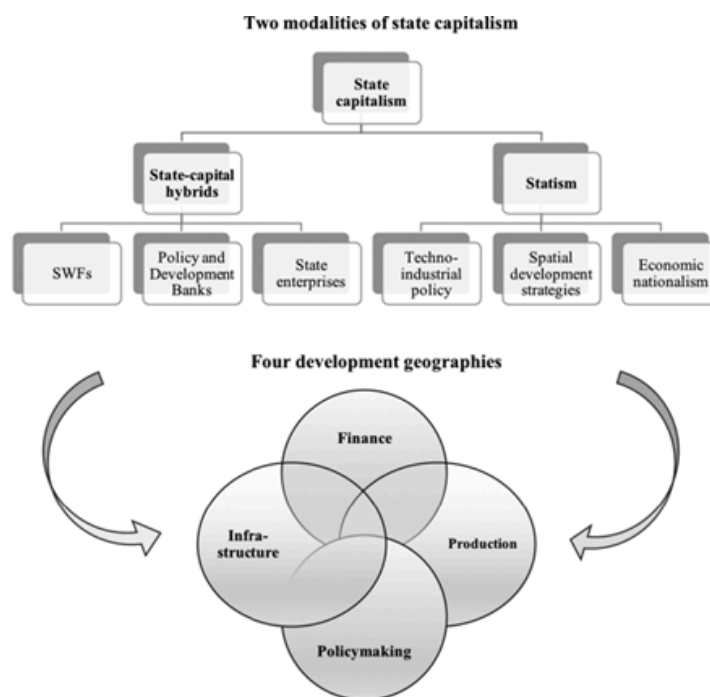 Two modalities of state capitalism
State
capitalism
State-capital
hybrids
Statism
SWFs
Policy and
Development
Banks
State
enterprises
Techno-
industrial
policy
Spatial
development
strategies
Economic
nationalism
Four development geographies
Finance
Infra-
structure
Production
Policymaking